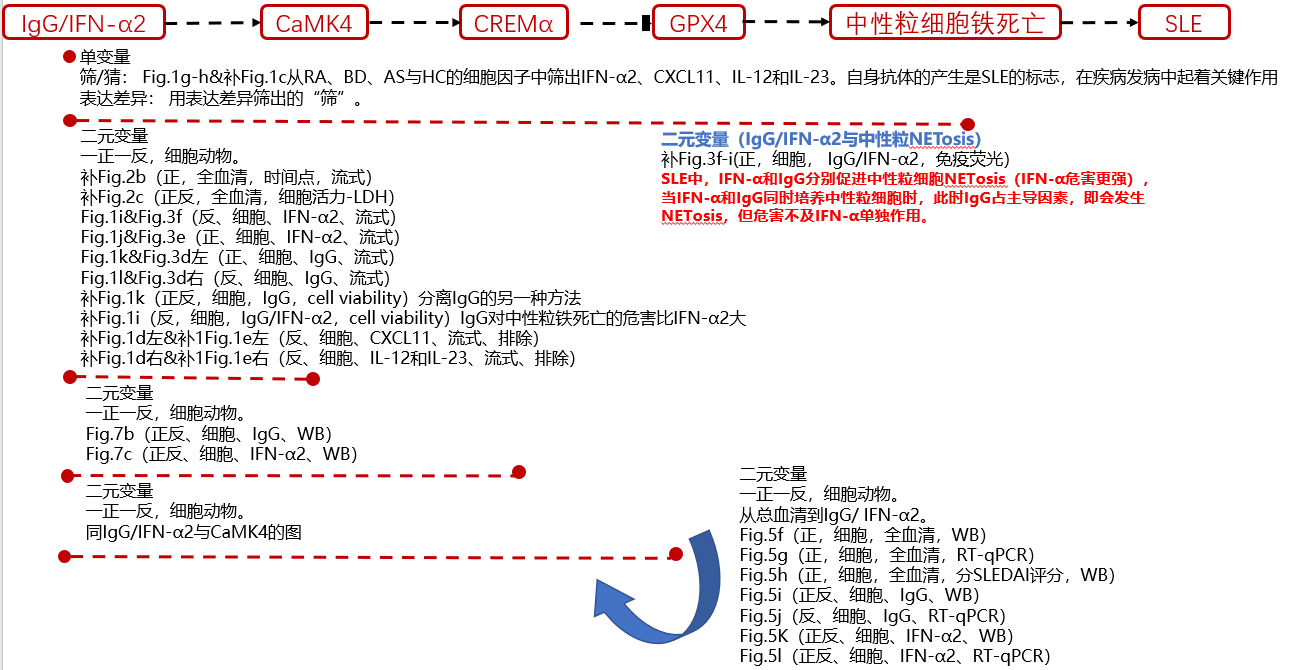 IgG/IFN-α2
CaMK4
CREMα
GPX4
中性粒细胞铁死亡
SLE
单变量
筛/猜： Fig.1g-h&补Fig.1c从RA、BD、AS与HC的细胞因子中筛出IFN-α2、CXCL11、IL-12和IL-23。自身抗体的产生是SLE的标志，在疾病发病中起着关键作用
表达差异： 用表达差异筛出的“筛”。
二元变量
一正一反，细胞动物。
补Fig.2b（正，全血清，时间点，流式）
补Fig.2c（正反，全血清，细胞活力-LDH）
Fig.1i&Fig.3f（反、细胞、IFN-α2、流式）
Fig.1j&Fig.3e（正、细胞、IFN-α2、流式）
Fig.1k&Fig.3d左（正、细胞、IgG、流式）
Fig.1l&Fig.3d右（反、细胞、IgG、流式）
补Fig.1k（正反，细胞，IgG，cell viability）分离IgG的另一种方法
补Fig.1i（反，细胞，IgG/IFN-α2，cell viability）IgG对中性粒铁死亡的危害比IFN-α2大
补Fig.1d左&补1Fig.1e左（反、细胞、CXCL11、流式、排除）
补Fig.1d右&补1Fig.1e右（反、细胞、IL-12和IL-23、流式、排除）
二元变量（IgG/IFN-α2与中性粒NETosis）
补Fig.3f-i(正，细胞， IgG/IFN-α2，免疫荧光)
SLE中，IFN-α和IgG分别促进中性粒细胞NETosis（IFN-α危害更强），
当IFN-α和IgG同时培养中性粒细胞时，此时IgG占主导因素，即会发生
NETosis，但危害不及IFN-α单独作用。
二元变量
一正一反，细胞动物。
Fig.7b（正反、细胞、IgG、WB）
Fig.7c（正反、细胞、IFN-α2、WB）
二元变量
一正一反，细胞动物。
同IgG/IFN-α2与CaMK4的图
二元变量
一正一反，细胞动物。
从总血清到IgG/ IFN-α2。
Fig.5f（正，细胞，全血清，WB）
Fig.5g（正，细胞，全血清，RT-qPCR）
Fig.5h（正，细胞，全血清，分SLEDAI评分，WB）
Fig.5i（正反、细胞、IgG、WB）
Fig.5j（反、细胞、IgG、RT-qPCR）
Fig.5K（正反、细胞、IFN-α2、WB）
Fig.5l（正反、细胞、IFN-α2、RT-qPCR）